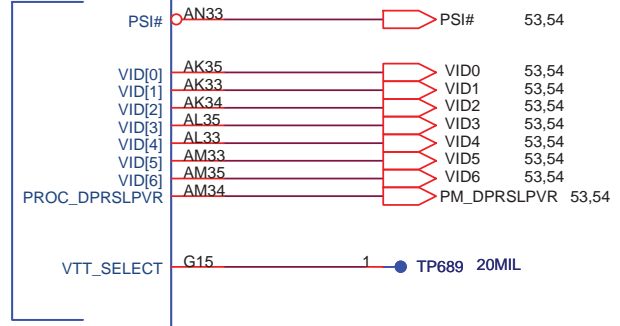 PSI# AN33 PSI# 53,54
VID[0] AK35 VID0 53,54
VID[1] AK33 VID1 53,54
VID[2] AK34 VID2 53,54
VID[3] AL35 VID3 53,54
VID[4] AL33 VID4 53,54
VID[5] AM33 VID5 53,54
VID[6] AM35 VID6 53,54
PROC_DPRSLPVR AM34 PM_DPRSLPVR 53,54
VTT_SELECT G15 1 TP689 20MIL